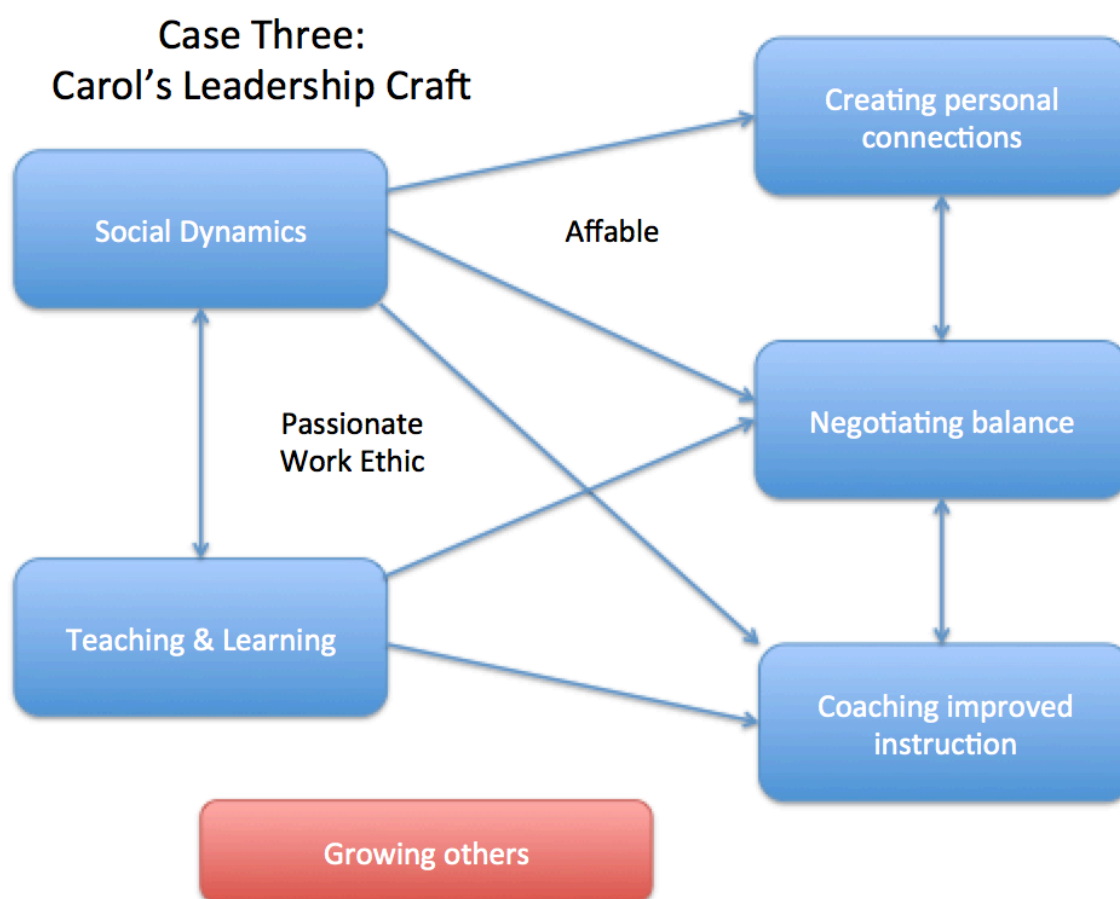 Case Three:
Carol’s Leadership Craft
Creating personal
connections
Social Dynamics
Affable
Passionate
Work Ethic
Negotiating balance
Teaching & Learning
Coaching improved
instruction
Growing others